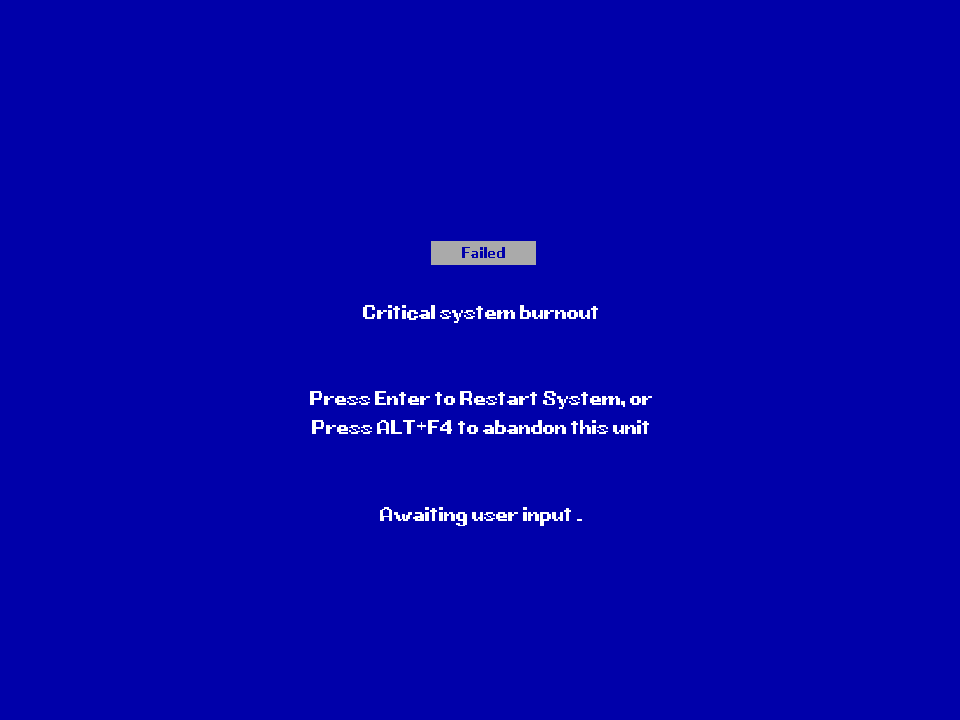 Failed
Critical system burnout
Press Enter to Restart System, or
Press ALT+F4 to abandon this unit
Awaiting user input .